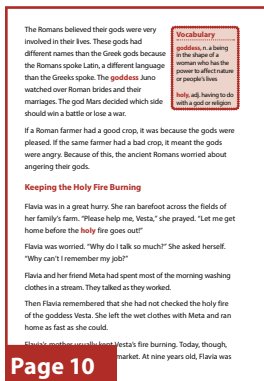 The Romans believed their gods were very
involved in their lives. These gods had
different names than the Greek gods because
the Romans spoke Latin, a different language
than the Greeks spoke. The goddess Juno
watched over Roman brides and their
marriages. The god Mars decided which side
should win a battle or lose a war.
Vocabulary
goddess, n. a being
in the shape of a
woman who has the
power to affect nature
or people's lives
holy, adj. having to do
with a god or religion
If a Roman farmer had a good crop, it was because the gods were
pleased. If the same farmer had a bad crop, it meant the gods
were angry. Because of this, the ancient Romans worried about
angering their gods.
Keeping the Holy Fire Burning
Flavia was in a great hurry. She ran barefoot across the fields of
her family's farm. "Please help me, Vesta," she prayed. "Let me get
home before the holy fire goes out!"
Flavia was worried. "Why do I talk so much?" She asked herself.
"Why can't I remember my job?"
Flavia and her friend Meta had spent most of the morning washing
clothes in a stream. They talked as they worked.
Then Flavia remembered that she had not checked the holy fire
of the goddess Vesta. She left the wet clothes with Meta and ran
home as fast as she could.
Flavia's mother usually kept Vesta's fire burning. Today, though,
market. At nine years old, Flavia was
Page 10